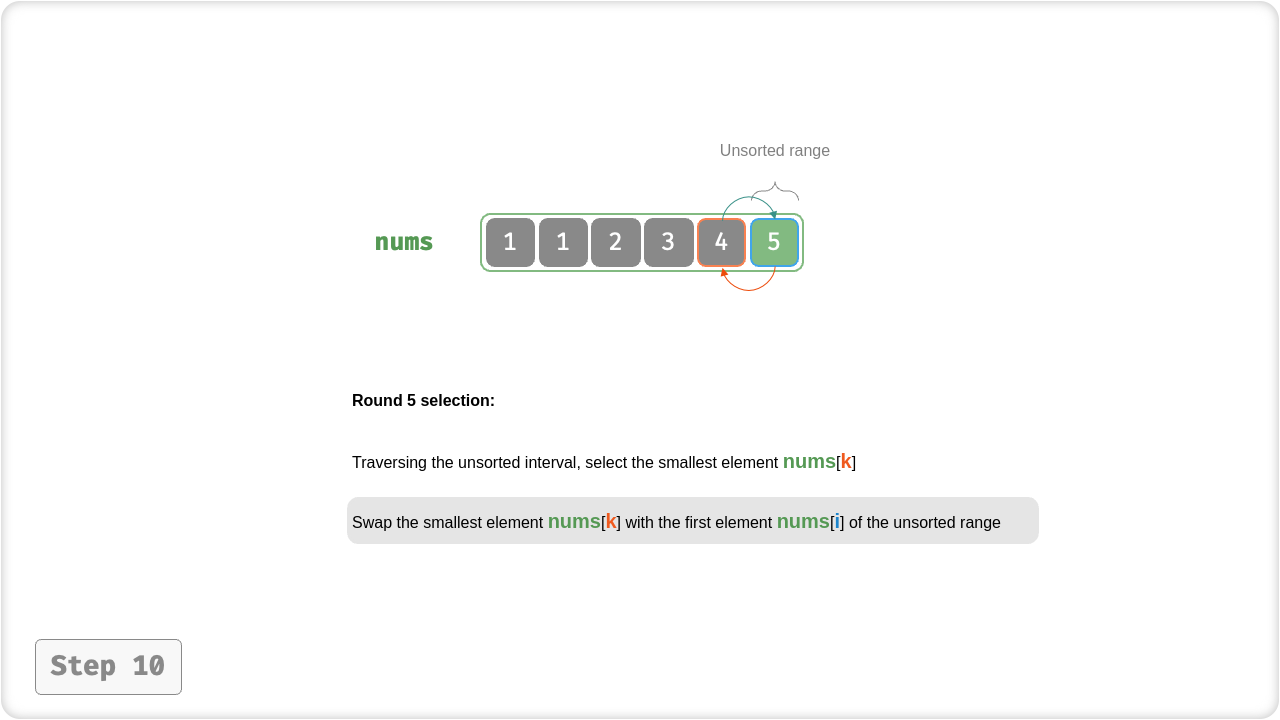 Unsorted range
nums 1 1 2 3 4 5
Round 5 selection:
Traversing the unsorted interval, select the smallest element nums[k]
Swap the smallest element nums[k] with the first element nums[i] of the unsorted range
Step 10